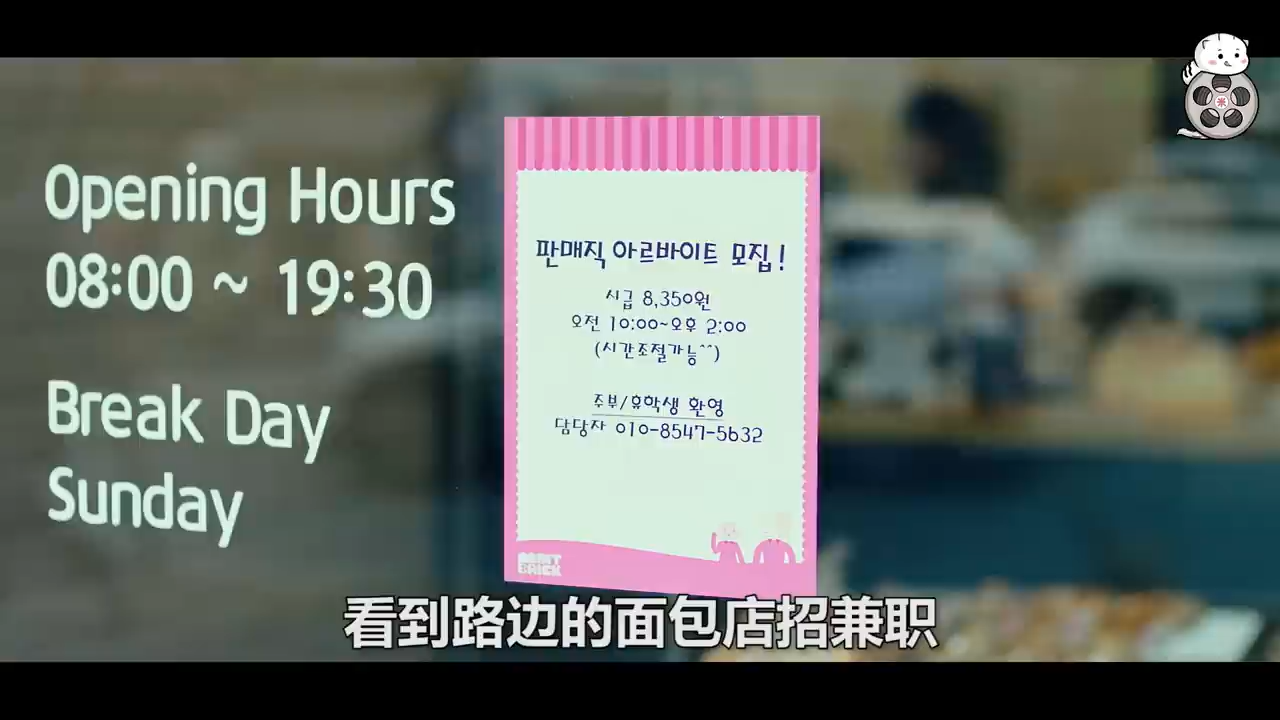 Opening Hours
08:00 ~ 19:30
Break Day
Sunday
판매직 아르바이트 모집!
시급 8,350원
오전 10:00~오후 2:00
(시간조절가능^^)
주부/휴학생 환영
담당자 010-8547-5632
BRICK
看到路边的面包店招兼职
米